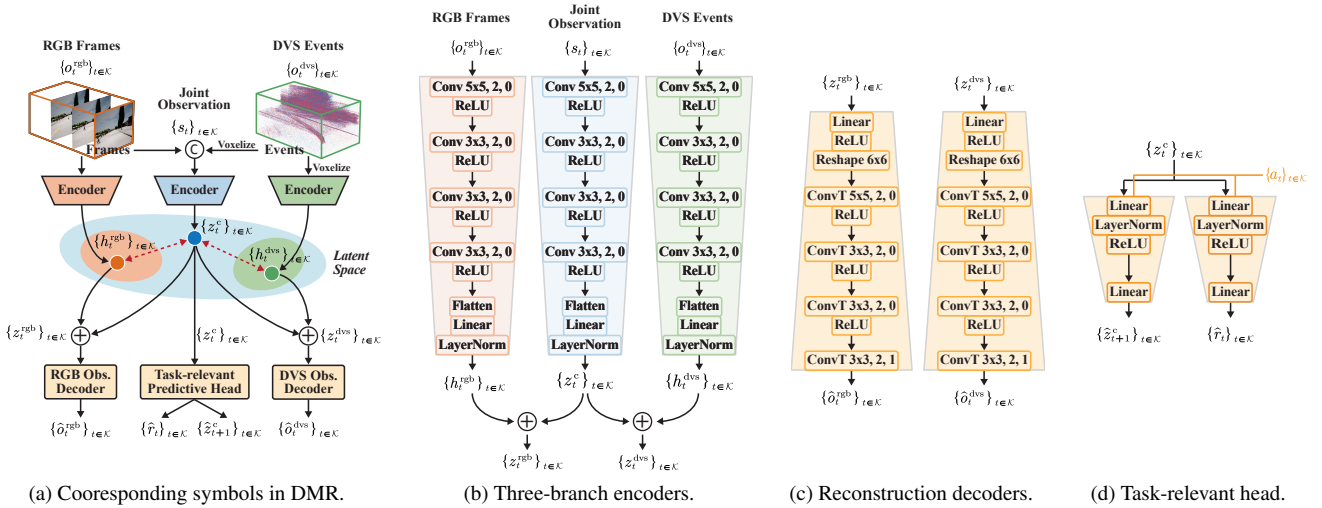 RGB Frames
DVS Events
{o_t^rgb}_{t∈𝒦}
{o_t^dvs}_{t∈𝒦}
Joint
Observation
{s_t}_{t∈𝒦}
Frames
C
Voxelize
Events
Voxelize
Encoder
Encoder
Encoder
{z_t^c}_{t∈𝒦}
{h_t^rgb}_{t∈𝒦}
{h_t^dvs}_{t∈𝒦}
Latent
Space
{z_t^rgb}_{t∈𝒦}
{z_t^c}_{t∈𝒦}
{z_t^dvs}_{t∈𝒦}
RGB Obs.
Decoder
Task-relevant
Predictive Head
DVS Obs.
Decoder
{ô_t^rgb}_{t∈𝒦}
{r̂_t}_{t∈𝒦}
{ẑ_{t+1}^c}_{t∈𝒦}
{ô_t^dvs}_{t∈𝒦}
(a) Cooresponding symbols in DMR.
RGB Frames
Joint
Observation
DVS Events
{o_t^rgb}_{t∈𝒦}
{s_t}_{t∈𝒦}
{o_t^dvs}_{t∈𝒦}
Conv 5x5, 2, 0
Conv 5x5, 2, 0
Conv 5x5, 2, 0
ReLU
ReLU
ReLU
Conv 3x3, 2, 0
Conv 3x3, 2, 0
Conv 3x3, 2, 0
ReLU
ReLU
ReLU
Conv 3x3, 2, 0
Conv 3x3, 2, 0
Conv 3x3, 2, 0
ReLU
ReLU
ReLU
Conv 3x3, 2, 0
Conv 3x3, 2, 0
Conv 3x3, 2, 0
ReLU
ReLU
ReLU
Flatten
Flatten
Flatten
Linear
Linear
Linear
LayerNorm
LayerNorm
LayerNorm
{h_t^rgb}_{t∈𝒦}
{z_t^c}_{t∈𝒦}
{h_t^dvs}_{t∈𝒦}
{z_t^rgb}_{t∈𝒦}
{z_t^dvs}_{t∈𝒦}
(b) Three-branch encoders.
{z_t^rgb}_{t∈𝒦}
{z_t^dvs}_{t∈𝒦}
Linear
Linear
ReLU
ReLU
Reshape 6x6
Reshape 6x6
ConvT 5x5, 2, 0
ConvT 5x5, 2, 0
ReLU
ReLU
ConvT 3x3, 2, 0
ConvT 3x3, 2, 0
ReLU
ReLU
ConvT 3x3, 2, 0
ConvT 3x3, 2, 0
ReLU
ReLU
ConvT 3x3, 2, 1
ConvT 3x3, 2, 1
{ô_t^rgb}_{t∈𝒦}
{ô_t^dvs}_{t∈𝒦}
(c) Reconstruction decoders.
{z_t^c}_{t∈𝒦}
{a_t}_{t∈𝒦}
Linear
Linear
LayerNorm
LayerNorm
ReLU
ReLU
Linear
Linear
{ẑ_{t+1}^c}_{t∈𝒦}
{r̂_t}_{t∈𝒦}
(d) Task-relevant head.